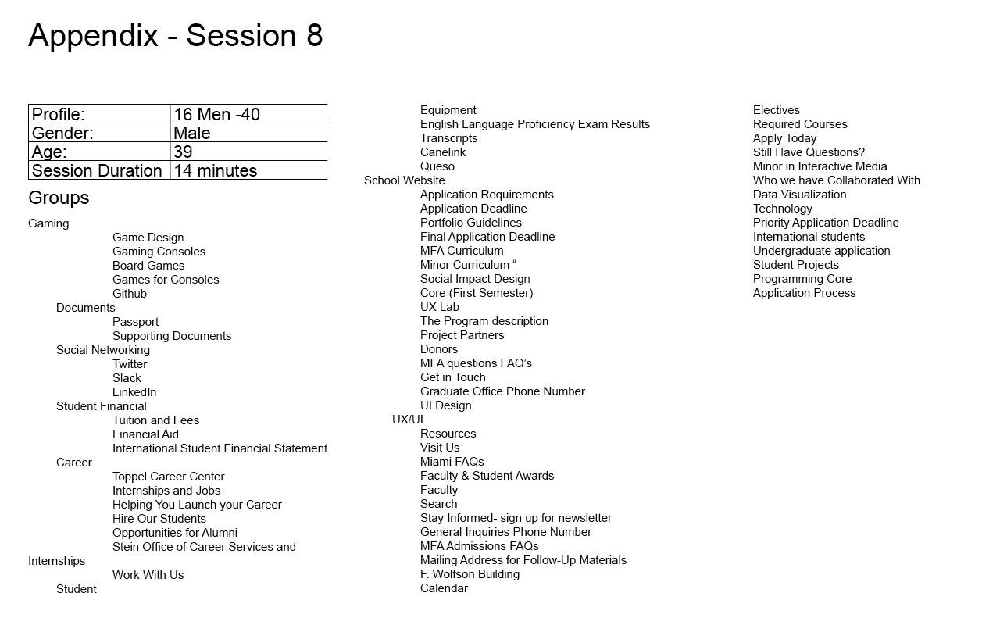 Appendix - Session 8
Profile: 16 Men -40
Gender: Male
Age: 39
Session Duration 14 minutes
Groups
Gaming
Game Design
Gaming Consoles
Board Games
Games for Consoles
Github
Documents
Passport
Supporting Documents
Social Networking
Twitter
Slack
LinkedIn
Student Financial
Tuition and Fees
Financial Aid
International Student Financial Statement
Career
Toppel Career Center
Internships and Jobs
Helping You Launch your Career
Hire Our Students
Opportunities for Alumni
Stein Office of Career Services and
Internships
Work With Us
Student
Equipment
English Language Proficiency Exam Results
Transcripts
Canelink
Queso
School Website
Application Requirements
Application Deadline
Portfolio Guidelines
Final Application Deadline
MFA Curriculum
Minor Curriculum “
Social Impact Design
Core (First Semester)
UX Lab
The Program description
Project Partners
Donors
MFA questions FAQ’s
Get in Touch
Graduate Office Phone Number
UI Design
UX/UI
Resources
Visit Us
Miami FAQs
Faculty & Student Awards
Faculty
Search
Stay Informed- sign up for newsletter
General Inquiries Phone Number
MFA Admissions FAQs
Mailing Address for Follow-Up Materials
F. Wolfson Building
Calendar
Electives
Required Courses
Apply Today
Still Have Questions?
Minor in Interactive Media
Who we have Collaborated With
Data Visualization
Technology
Priority Application Deadline
International students
Undergraduate application
Student Projects
Programming Core
Application Process